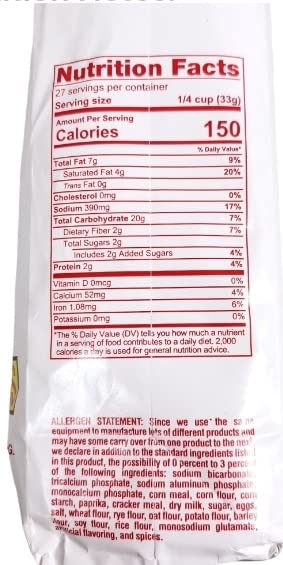 Nutrition Facts
27 servings per container
Serving size 1/4 cup (33g)
Amount Per Serving
Calories 150
% Daily Value*
Total Fat 7g 9%
Saturated Fat 4g 20%
Trans Fat 0g
Cholesterol 0mg 0%
Sodium 390mg 17%
Total Carbohydrate 20g 7%
Dietary Fiber 2g 7%
Total Sugars 2g
Includes 2g Added Sugars 4%
Protein 2g 4%
Vitamin D 0mcg 0%
Calcium 52mg 4%
Iron 1.08mg 6%
Potassium 0mg 0%
*The % Daily Value (DV) tells you how much a nutrient
in a serving of food contributes to a daily diet. 2,000
calories a day is used for general nutrition advice.
ALLERGEN STATEMENT: Since we use the
equipment to manufacture lots of different products and
may have some carry over from one product to the next
we declare in addition to the standard ingredients listed
in this product, the possibility of 0 percent to 3 percent
of the following ingredients: sodium bicarbonate,
tricalcium phosphate, sodium aluminum phosphate,
monocalcium phosphate, corn meal, corn flour, corn
starch, paprika, cracker meal, dry milk, sugar, eggs,
salt, wheat flour, rye flour, oat flour, potato flour, barley
flour, soy flour, rice flour, monosodium glutamate,
artificial flavoring, and spices.
G.